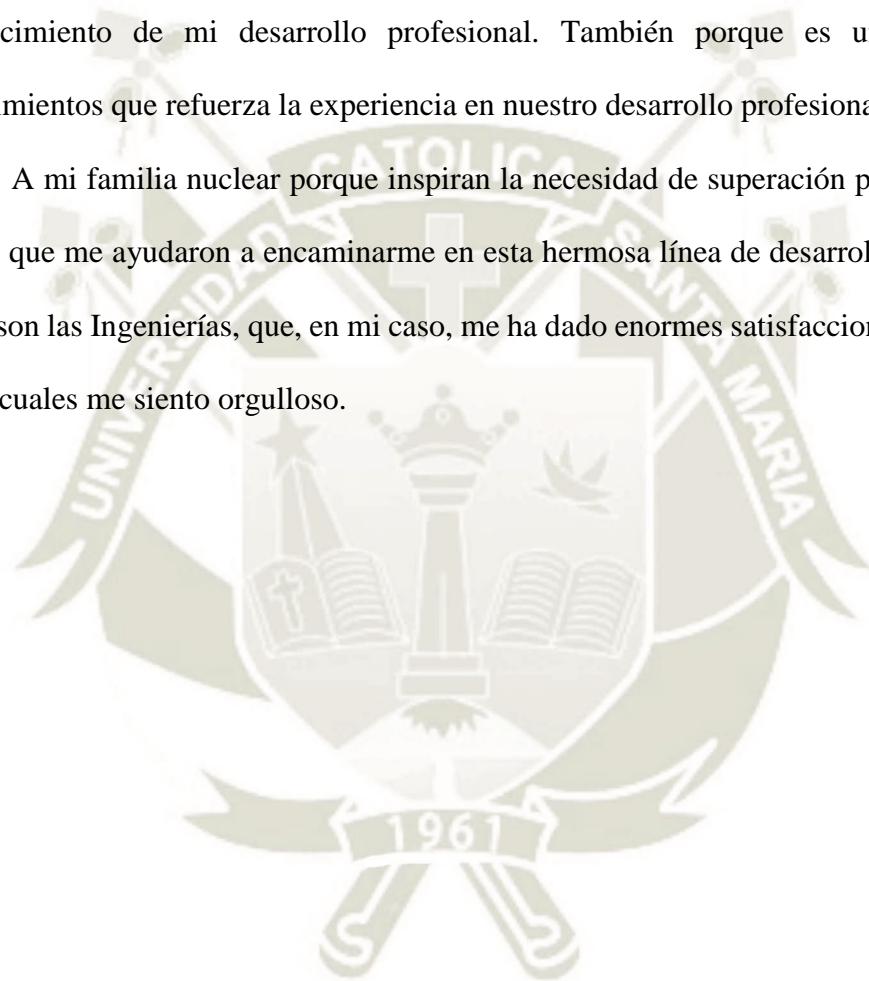 cimiento de mi desarrollo profesional. También porque es u
imientos que refuerza la experiencia en nuestro desarrollo profesiona
A mi familia nuclear porque inspiran la necesidad de superación p
que me ayudaron a encaminarme en esta hermosa línea de desarrol
son las Ingenierías, que, en mi caso, me ha dado enormes satisfaccion
cuales me siento orgulloso.
UNIVERSIDAD CATOLICA SANTA MARIA
1961